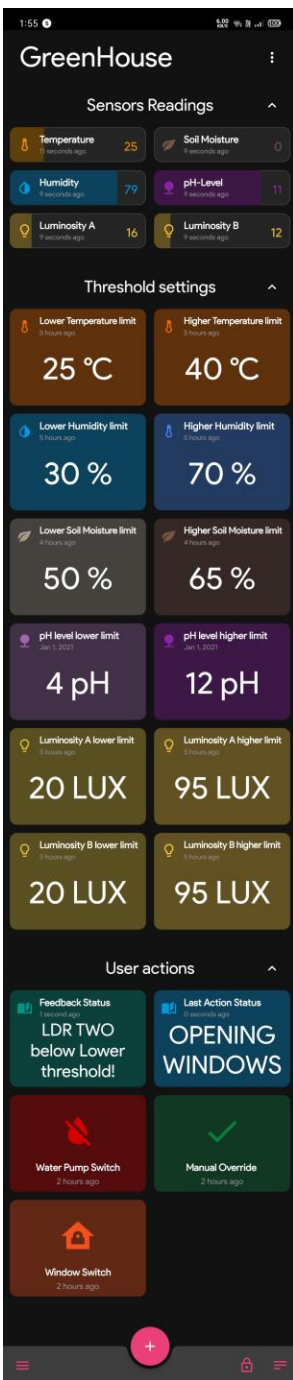 1:55
6.00 KB/S
GreenHouse
Sensors Readings
Temperature
11 seconds ago
25
Soil Moisture
9 seconds ago
0
Humidity
9 seconds ago
79
pH-Level
9 seconds ago
11
Luminosity A
9 seconds ago
16
Luminosity B
9 seconds ago
12
Threshold settings
Lower Temperature limit
5 hours ago
25 °C
Higher Temperature limit
5 hours ago
40 °C
Lower Humidity limit
5 hours ago
30 %
Higher Humidity limit
5 hours ago
70 %
Lower Soil Moisture limit
4 hours ago
50 %
Higher Soil Moisture limit
4 hours ago
65 %
pH level lower limit
Jan 1, 2021
4 pH
pH level higher limit
Jan 1, 2021
12 pH
Luminosity A lower limit
5 hours ago
20 LUX
Luminosity A higher limit
5 hours ago
95 LUX
Luminosity B lower limit
5 hours ago
20 LUX
Luminosity B higher limit
5 hours ago
95 LUX
User actions
Feedback Status
1 second ago
LDR TWO
below Lower
threshold!
Last Action Status
0 seconds ago
OPENING
WINDOWS
Water Pump Switch
2 hours ago
Manual Override
2 hours ago
Window Switch
2 hours ago